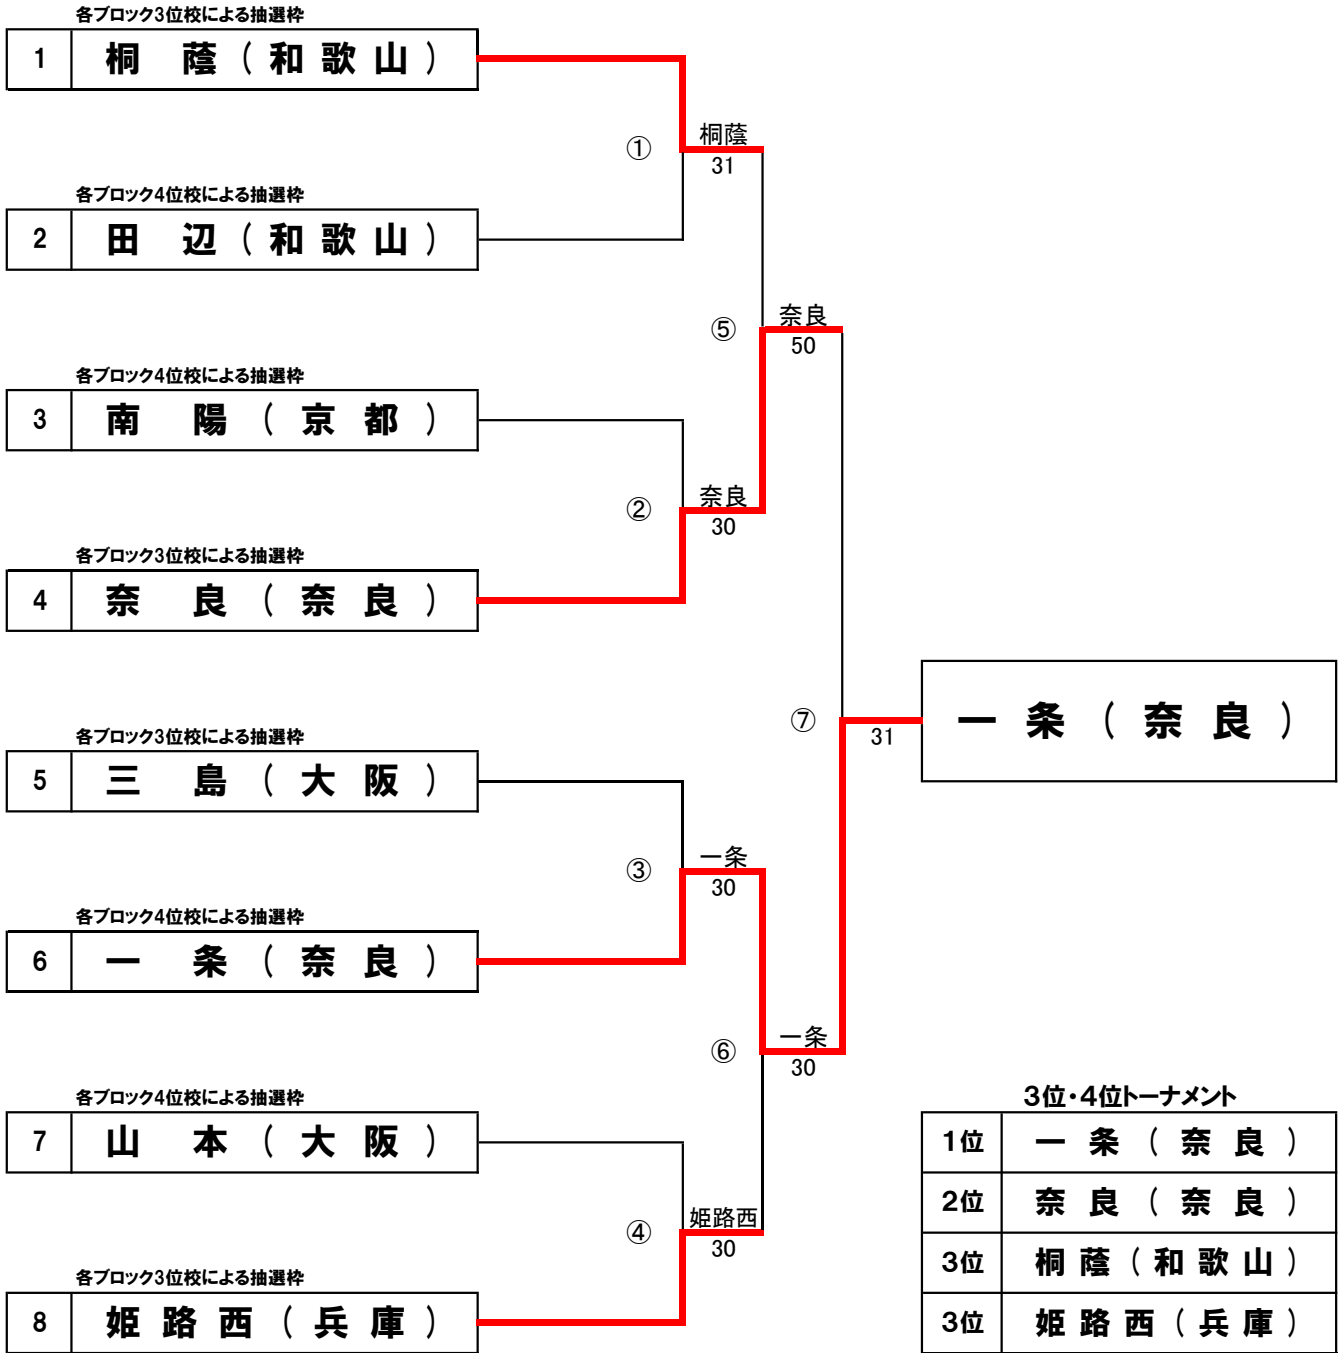 各ブロック3位校による抽選枠
1 桐 蔭 ( 和 歌 山 )
桐蔭
① 31
各ブロック4位校による抽選枠
2 田 辺 ( 和 歌 山 )
奈良
⑤ 50
各ブロック4位校による抽選枠
3 南 陽 ( 京 都 )
奈良
② 30
各ブロック3位校による抽選枠
4 奈 良 ( 奈 良 )
⑦ 31 一 条 ( 奈 良 )
各ブロック3位校による抽選枠
5 三 島 ( 大 阪 )
一条
③ 30
各ブロック4位校による抽選枠
6 一 条 ( 奈 良 )
一条
⑥ 30
各ブロック4位校による抽選枠
7 山 本 ( 大 阪 )
姫路西
④ 30
各ブロック3位校による抽選枠
8 姫 路 西 ( 兵 庫 )
3位・4位トーナメント
1位 一 条 ( 奈 良 )
2位 奈 良 ( 奈 良 )
3位 桐 蔭 ( 和 歌 山 )
3位 姫 路 西 ( 兵 庫 )